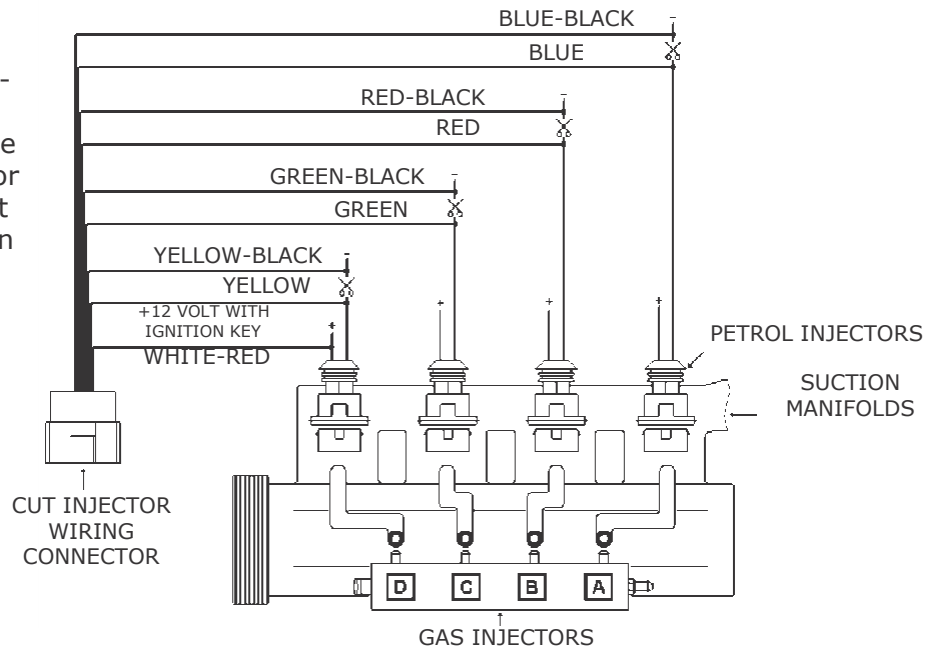 BLUE-BLACK
BLUE
-
RED-BLACK
RED
e
or
t
n
GREEN-BLACK
GREEN
YELLOW-BLACK
YELLOW
+12 VOLT WITH
IGNITION KEY
WHITE-RED
- - - -
+ + + +
PETROL INJECTORS
SUCTION
MANIFOLDS
CUT INJECTOR
WIRING
CONNECTOR
D C B A
GAS INJECTORS